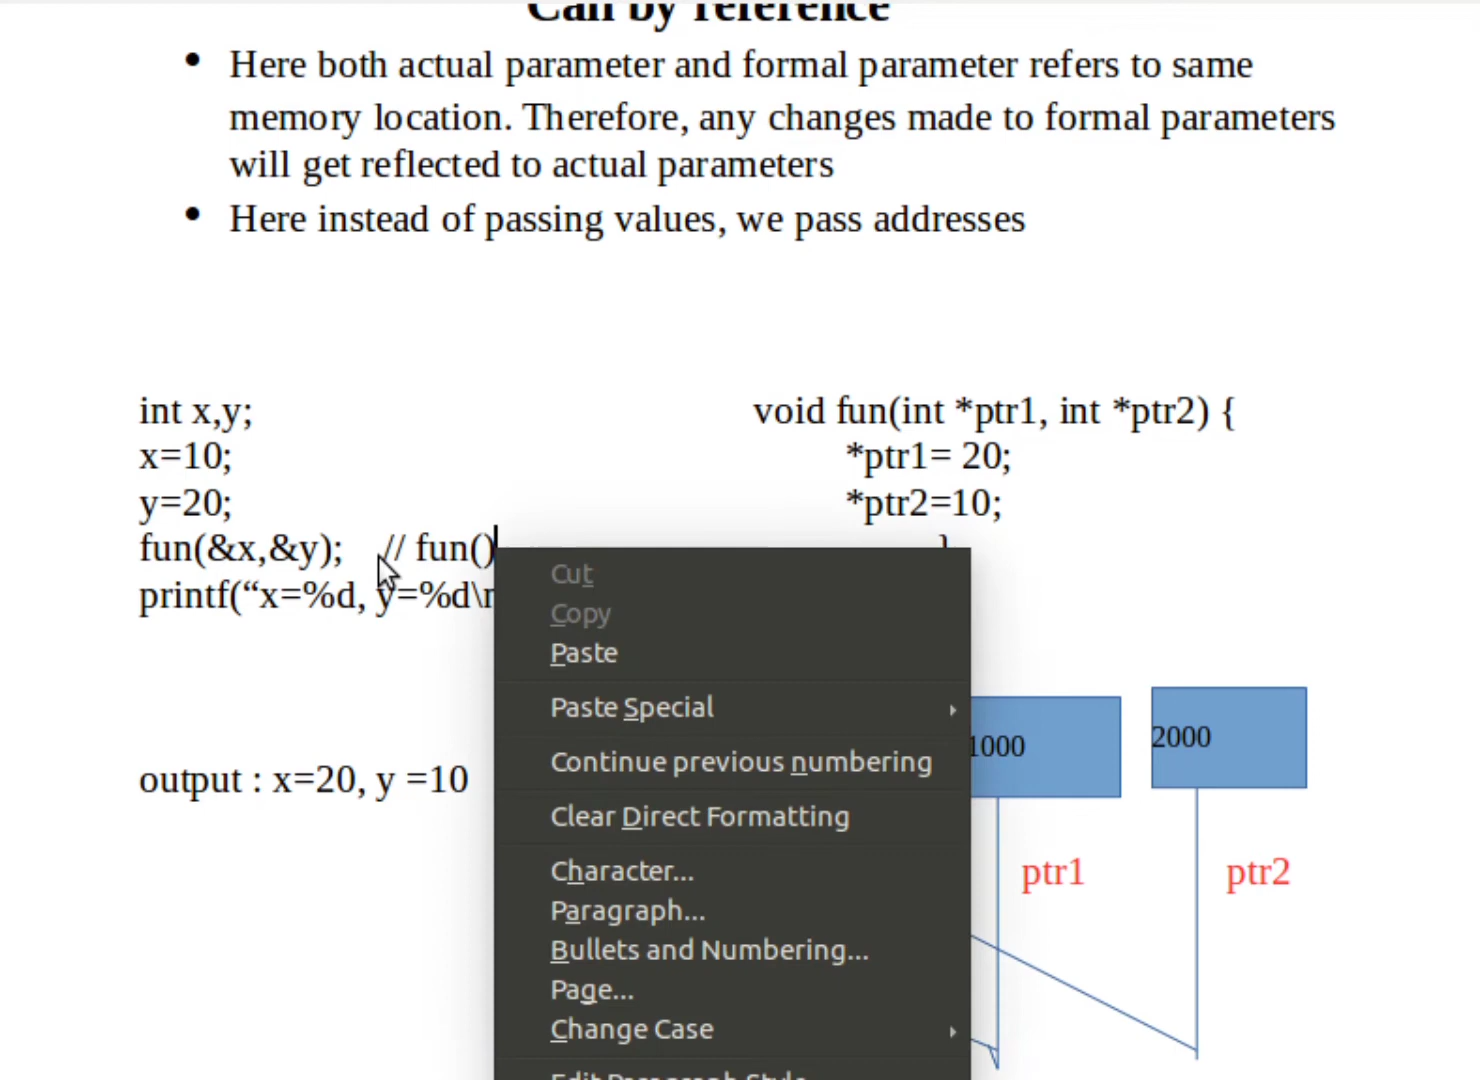 Call by reference
Here both actual parameter and formal parameter refers to same
memory location. Therefore, any changes made to formal parameters
will get reflected to actual parameters
Here instead of passing values, we pass addresses
int x,y;
x=10;
y=20;
fun(&x,&y); // fun()
printf(“x=%d, y=%d\n
output : x=20, y =10
void fun(int *ptr1, int *ptr2) {
*ptr1= 20;
*ptr2=10;
}
Cut
Copy
Paste
Paste Special
Continue previous numbering
Clear Direct Formatting
Character...
Paragraph...
Bullets and Numbering...
Page...
Change Case
Edit Paragraph Style...
1000
2000
ptr1
ptr2